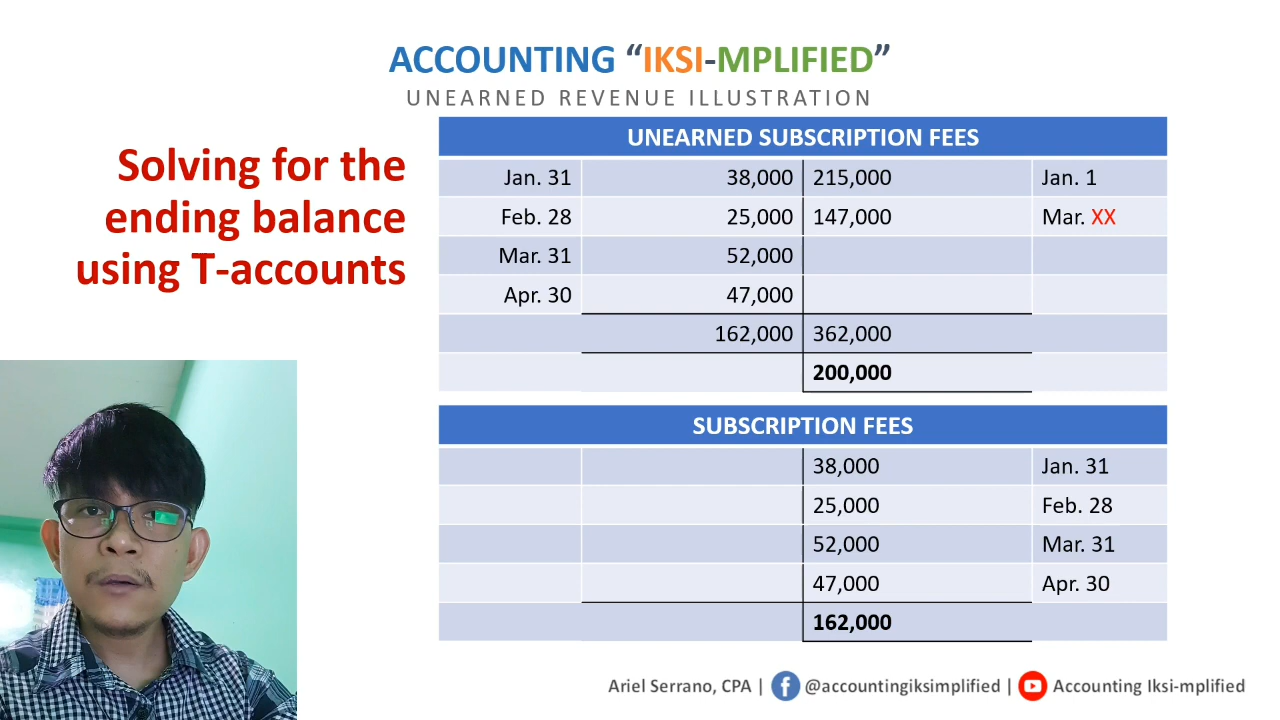 ACCOUNTING “IKSI-MPLIFIED”
UNEARNED REVENUE ILLUSTRATION
Solving for the
ending balance
using T-accounts
UNEARNED SUBSCRIPTION FEES
Jan. 31 38,000 215,000 Jan. 1
Feb. 28 25,000 147,000 Mar. XX
Mar. 31 52,000
Apr. 30 47,000
162,000 362,000
200,000
SUBSCRIPTION FEES
38,000 Jan. 31
25,000 Feb. 28
52,000 Mar. 31
47,000 Apr. 30
162,000
Ariel Serrano, CPA | @accountingiksimplified | Accounting Iksi-mplified